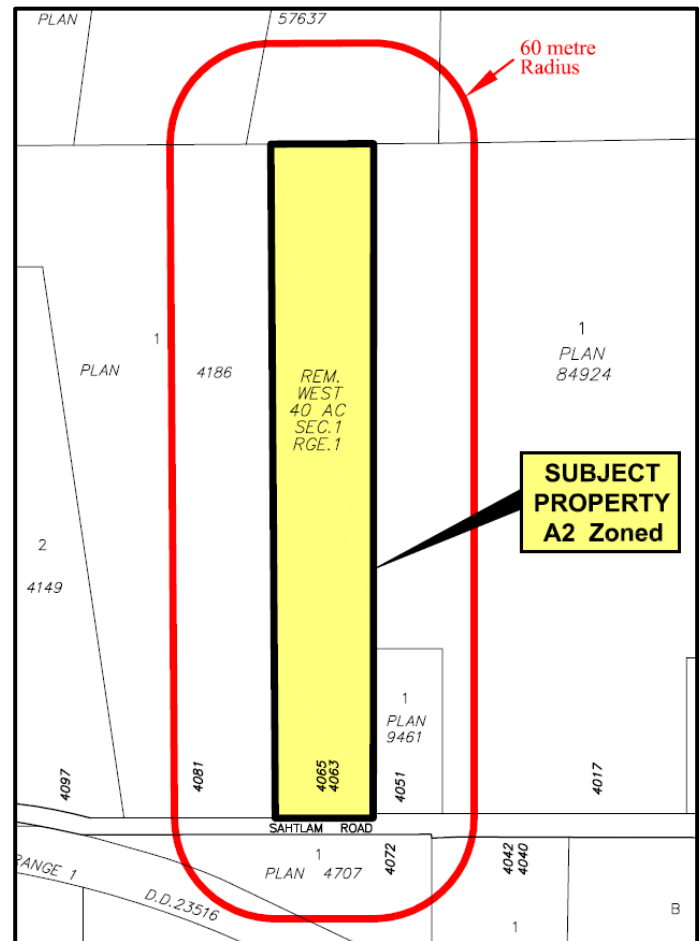 PLAN
57637
60 metre
Radius
1
PLAN
4186
REM.
WEST
40 AC
SEC.1
RGE.1
1
PLAN
84924
SUBJECT
PROPERTY
A2 Zoned
2
4149
1
PLAN
9461
4097
4081
4065
4063
4051
4017
SAHTLAM ROAD
RANGE 1
D.D.23516
1
PLAN 4707
4072
4042
4040
1
B